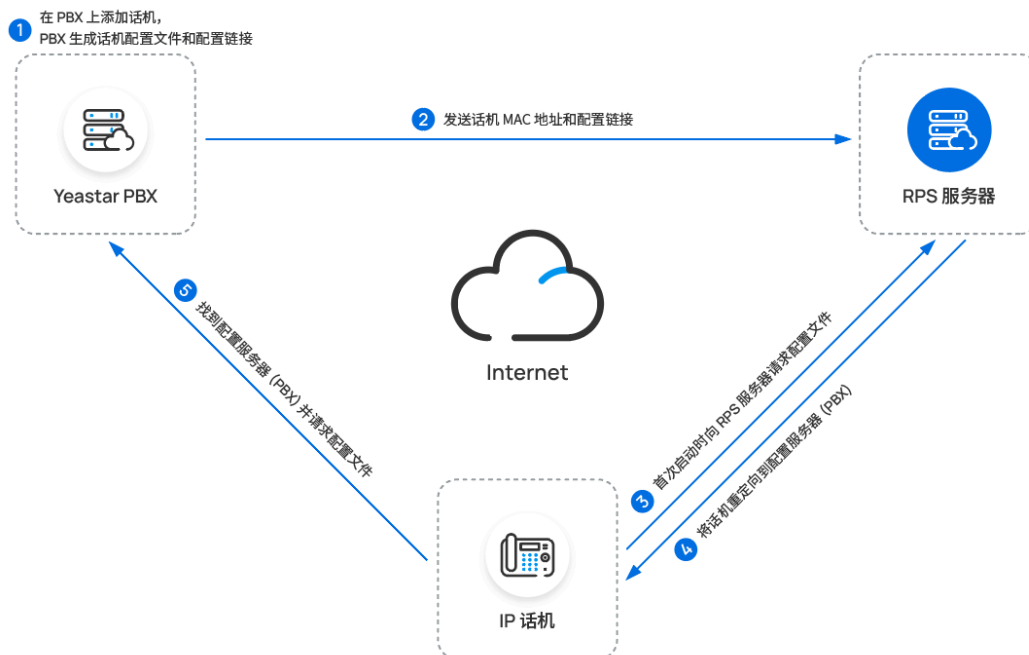 1
在 PBX 上添加话机，
PBX 生成话机配置文件和配置链接
2 发送话机 MAC 地址和配置链接
Yeastar PBX
RPS 服务器
5 找到配置服务器 (PBX) 并请求配置文件
Internet
3 首次启动时向 RPS 服务器请求配置文件
4 将话机重定向到配置服务器 (PBX)
IP 话机